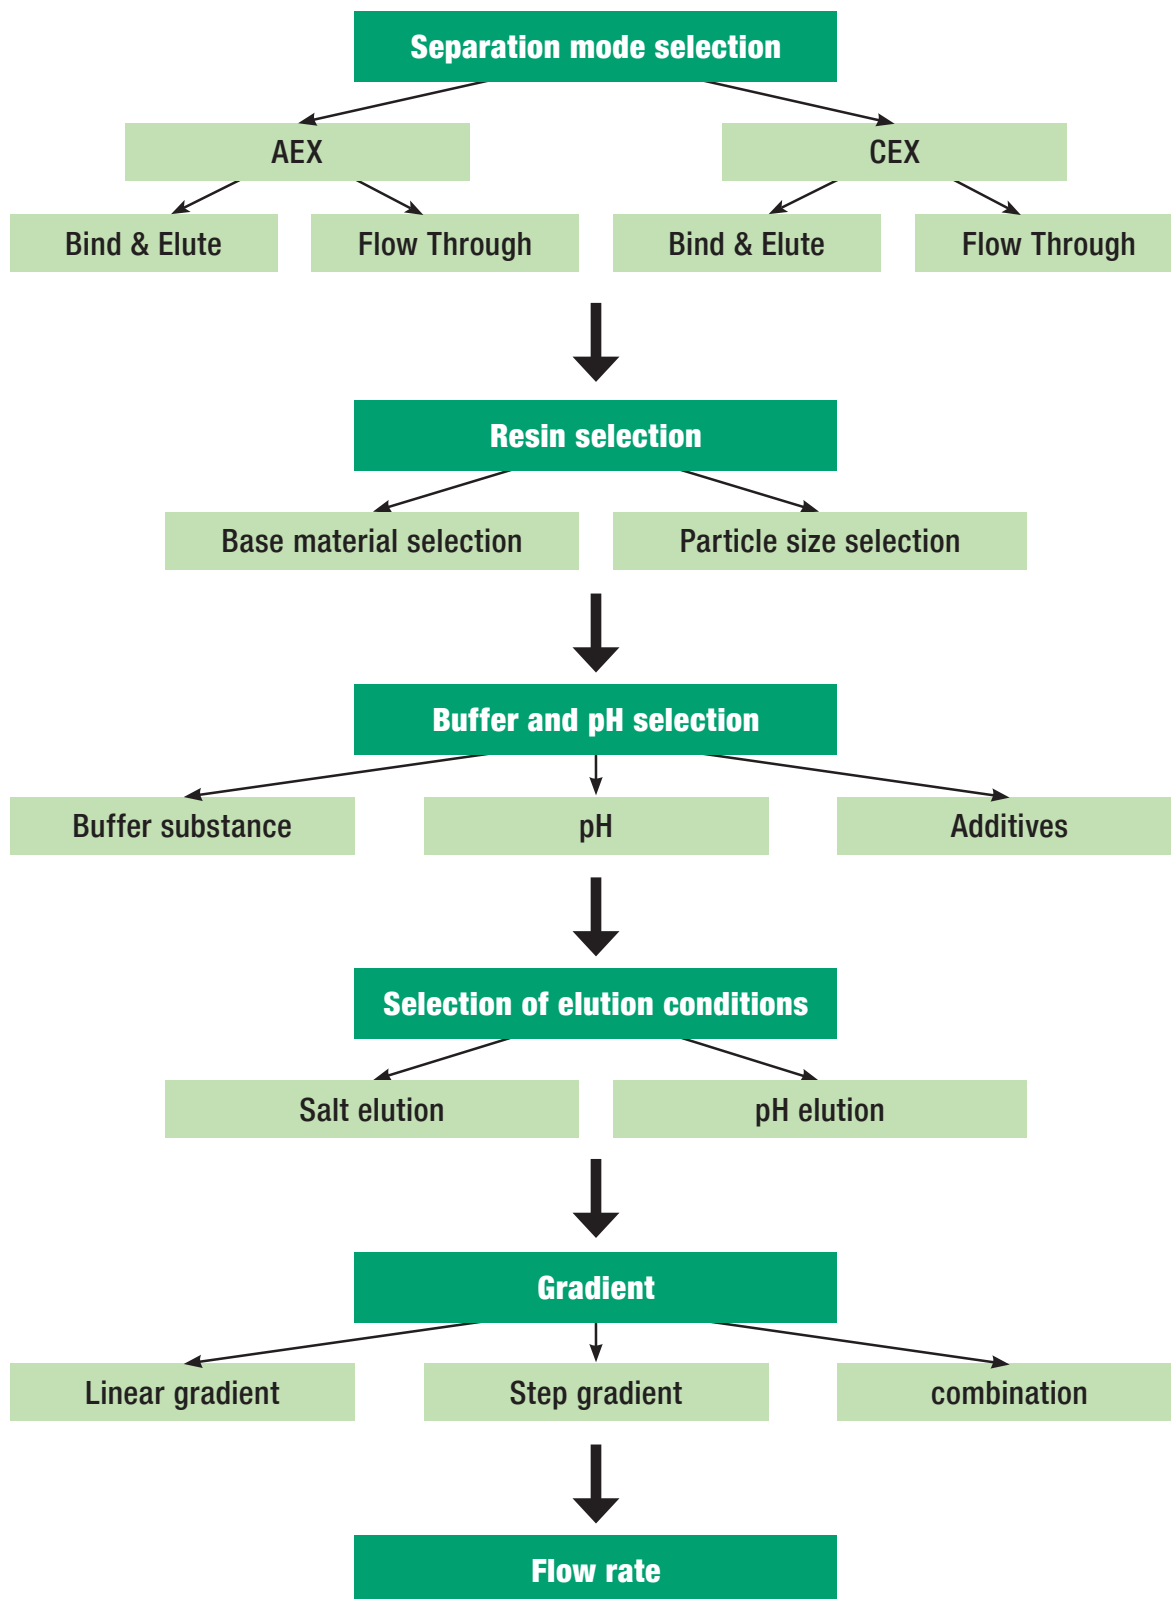 Separation mode selection
AEX
CEX
Bind & Elute
Flow Through
Bind & Elute
Flow Through
Resin selection
Base material selection
Particle size selection
Buffer and pH selection
Buffer substance
pH
Additives
Selection of elution conditions
Salt elution
pH elution
Gradient
Linear gradient
Step gradient
combination
Flow rate